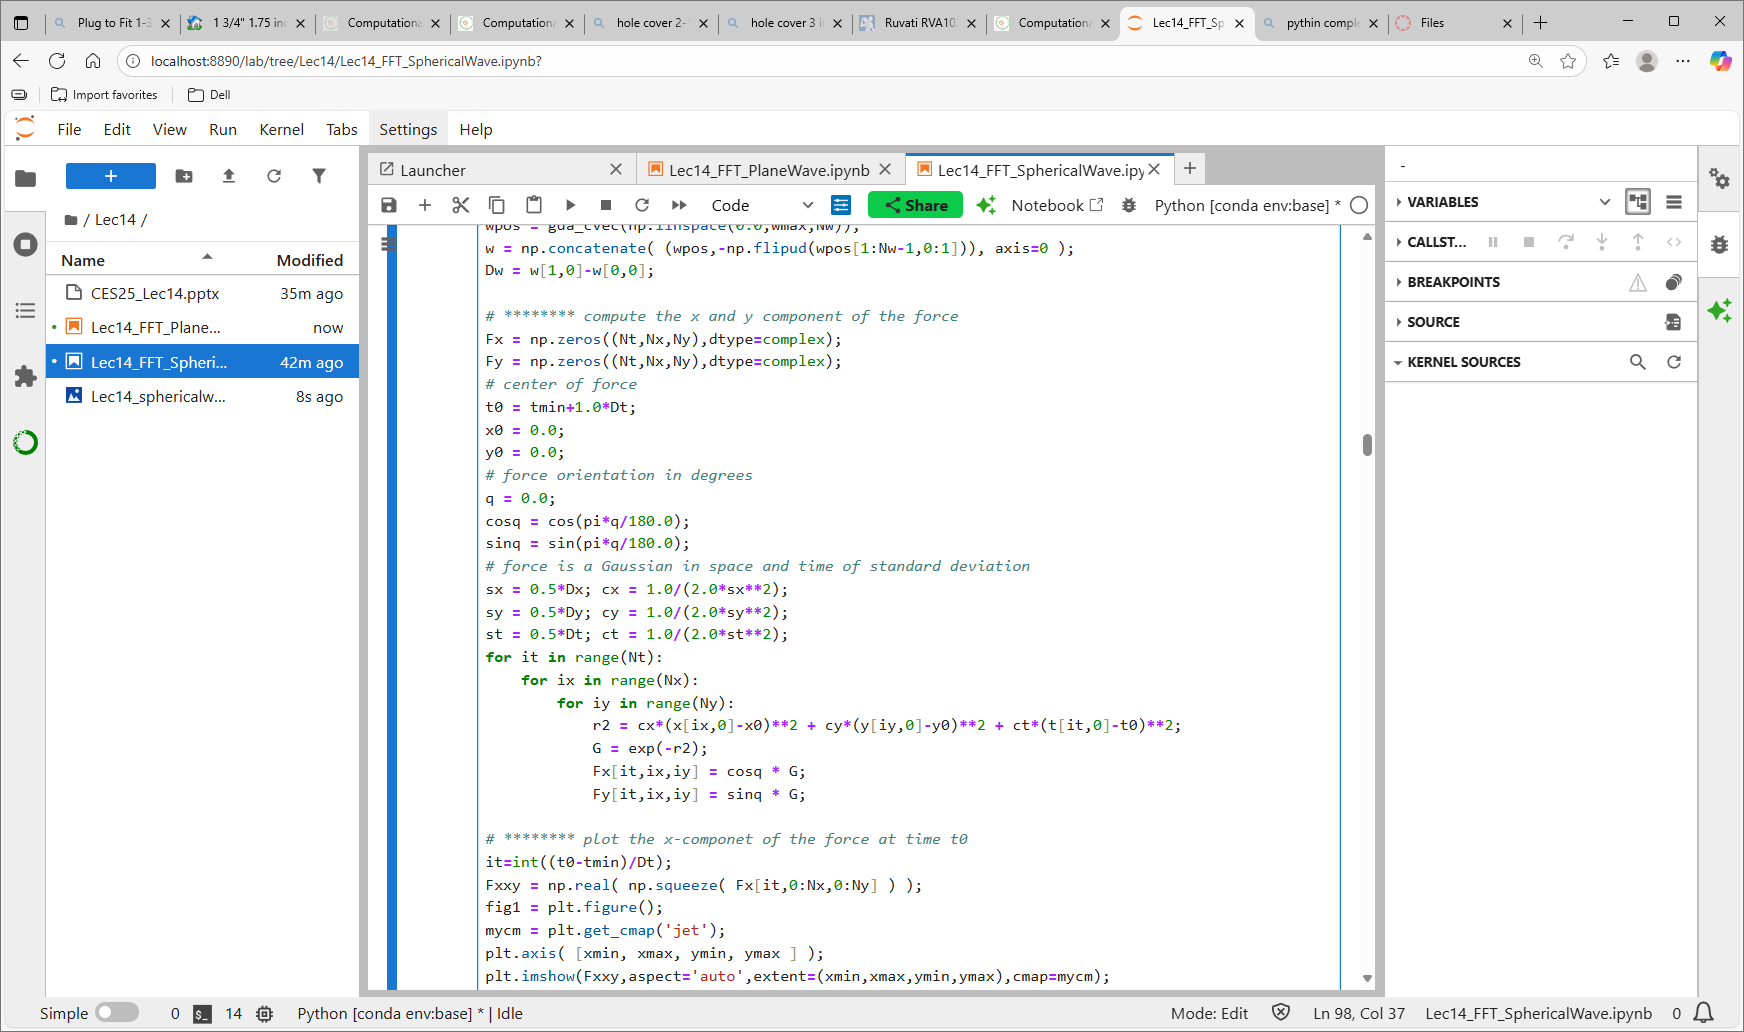 Plug to Fit 1-3
1 3/4" 1.75 in
Computationa
Computationa
hole cover 2-
hole cover 3 i
Ruvati RVA10
Computationa
Lec14_FFT_Sp
pythin comple
Files
localhost:8890/lab/tree/Lec14/Lec14_FFT_SphericalWave.ipynb?
Import favorites
Dell
File Edit View Run Kernel Tabs Settings Help
+
/ Lec14 /
Name Modified
CES25_Lec14.pptx 35m ago
Lec14_FFT_Plane... now
Lec14_FFT_Spheri... 42m ago
Lec14_sphericalw... 8s ago
Launcher
Lec14_FFT_PlaneWave.ipynb
Lec14_FFT_SphericalWave.ipy
Code Share Notebook Python [conda env:base] *
wpos = gda_cvec(np.linspace(0.0,wmax,Nw));
w = np.concatenate( (wpos,-np.flipud(wpos[1:Nw-1,0:1])), axis=0 );
Dw = w[1,0]-w[0,0];
# ******** compute the x and y component of the force
Fx = np.zeros((Nt,Nx,Ny),dtype=complex);
Fy = np.zeros((Nt,Nx,Ny),dtype=complex);
# center of force
t0 = tmin+1.0*Dt;
x0 = 0.0;
y0 = 0.0;
# force orientation in degrees
q = 0.0;
cosq = cos(pi*q/180.0);
sinq = sin(pi*q/180.0);
# force is a Gaussian in space and time of standard deviation
sx = 0.5*Dx; cx = 1.0/(2.0*sx**2);
sy = 0.5*Dy; cy = 1.0/(2.0*sy**2);
st = 0.5*Dt; ct = 1.0/(2.0*st**2);
for it in range(Nt):
for ix in range(Nx):
for iy in range(Ny):
r2 = cx*(x[ix,0]-x0)**2 + cy*(y[iy,0]-y0)**2 + ct*(t[it,0]-t0)**2;
G = exp(-r2);
Fx[it,ix,iy] = cosq * G;
Fy[it,ix,iy] = sinq * G;
# ******** plot the x-componet of the force at time t0
it=int((t0-tmin)/Dt);
Fxxy = np.real( np.squeeze( Fx[it,0:Nx,0:Ny] ) );
fig1 = plt.figure();
mycm = plt.get_cmap('jet');
plt.axis( [xmin, xmax, ymin, ymax ] );
plt.imshow(Fxxy,aspect='auto',extent=(xmin,xmax,ymin,ymax),cmap=mycm);
-
VARIABLES
CALLST...
BREAKPOINTS
SOURCE
KERNEL SOURCES
Simple 0 $_ 14 Python [conda env:base] * | Idle Mode: Edit Ln 98, Col 37 Lec14_FFT_SphericalWave.ipynb 0